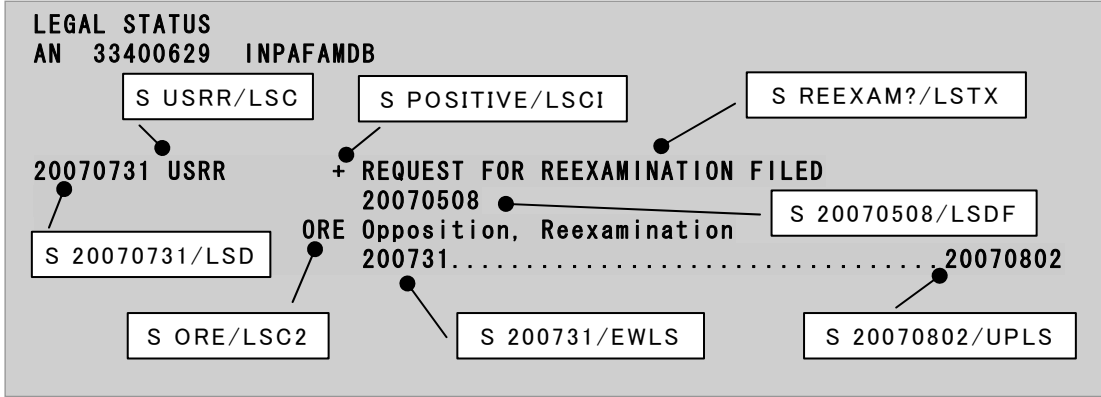 LEGAL STATUS
AN 33400629 INPAFAMDB
S USRR/LSC
S POSITIVE/LSCI
S REEXAM?/LSTX
20070731 USRR + REQUEST FOR REEXAMINATION FILED
20070508
S 20070508/LSDF
ORE Opposition, Reexamination
S 20070731/LSD
200731.................................20070802
S ORE/LSC2
S 200731/EWLS
S 20070802/UPLS